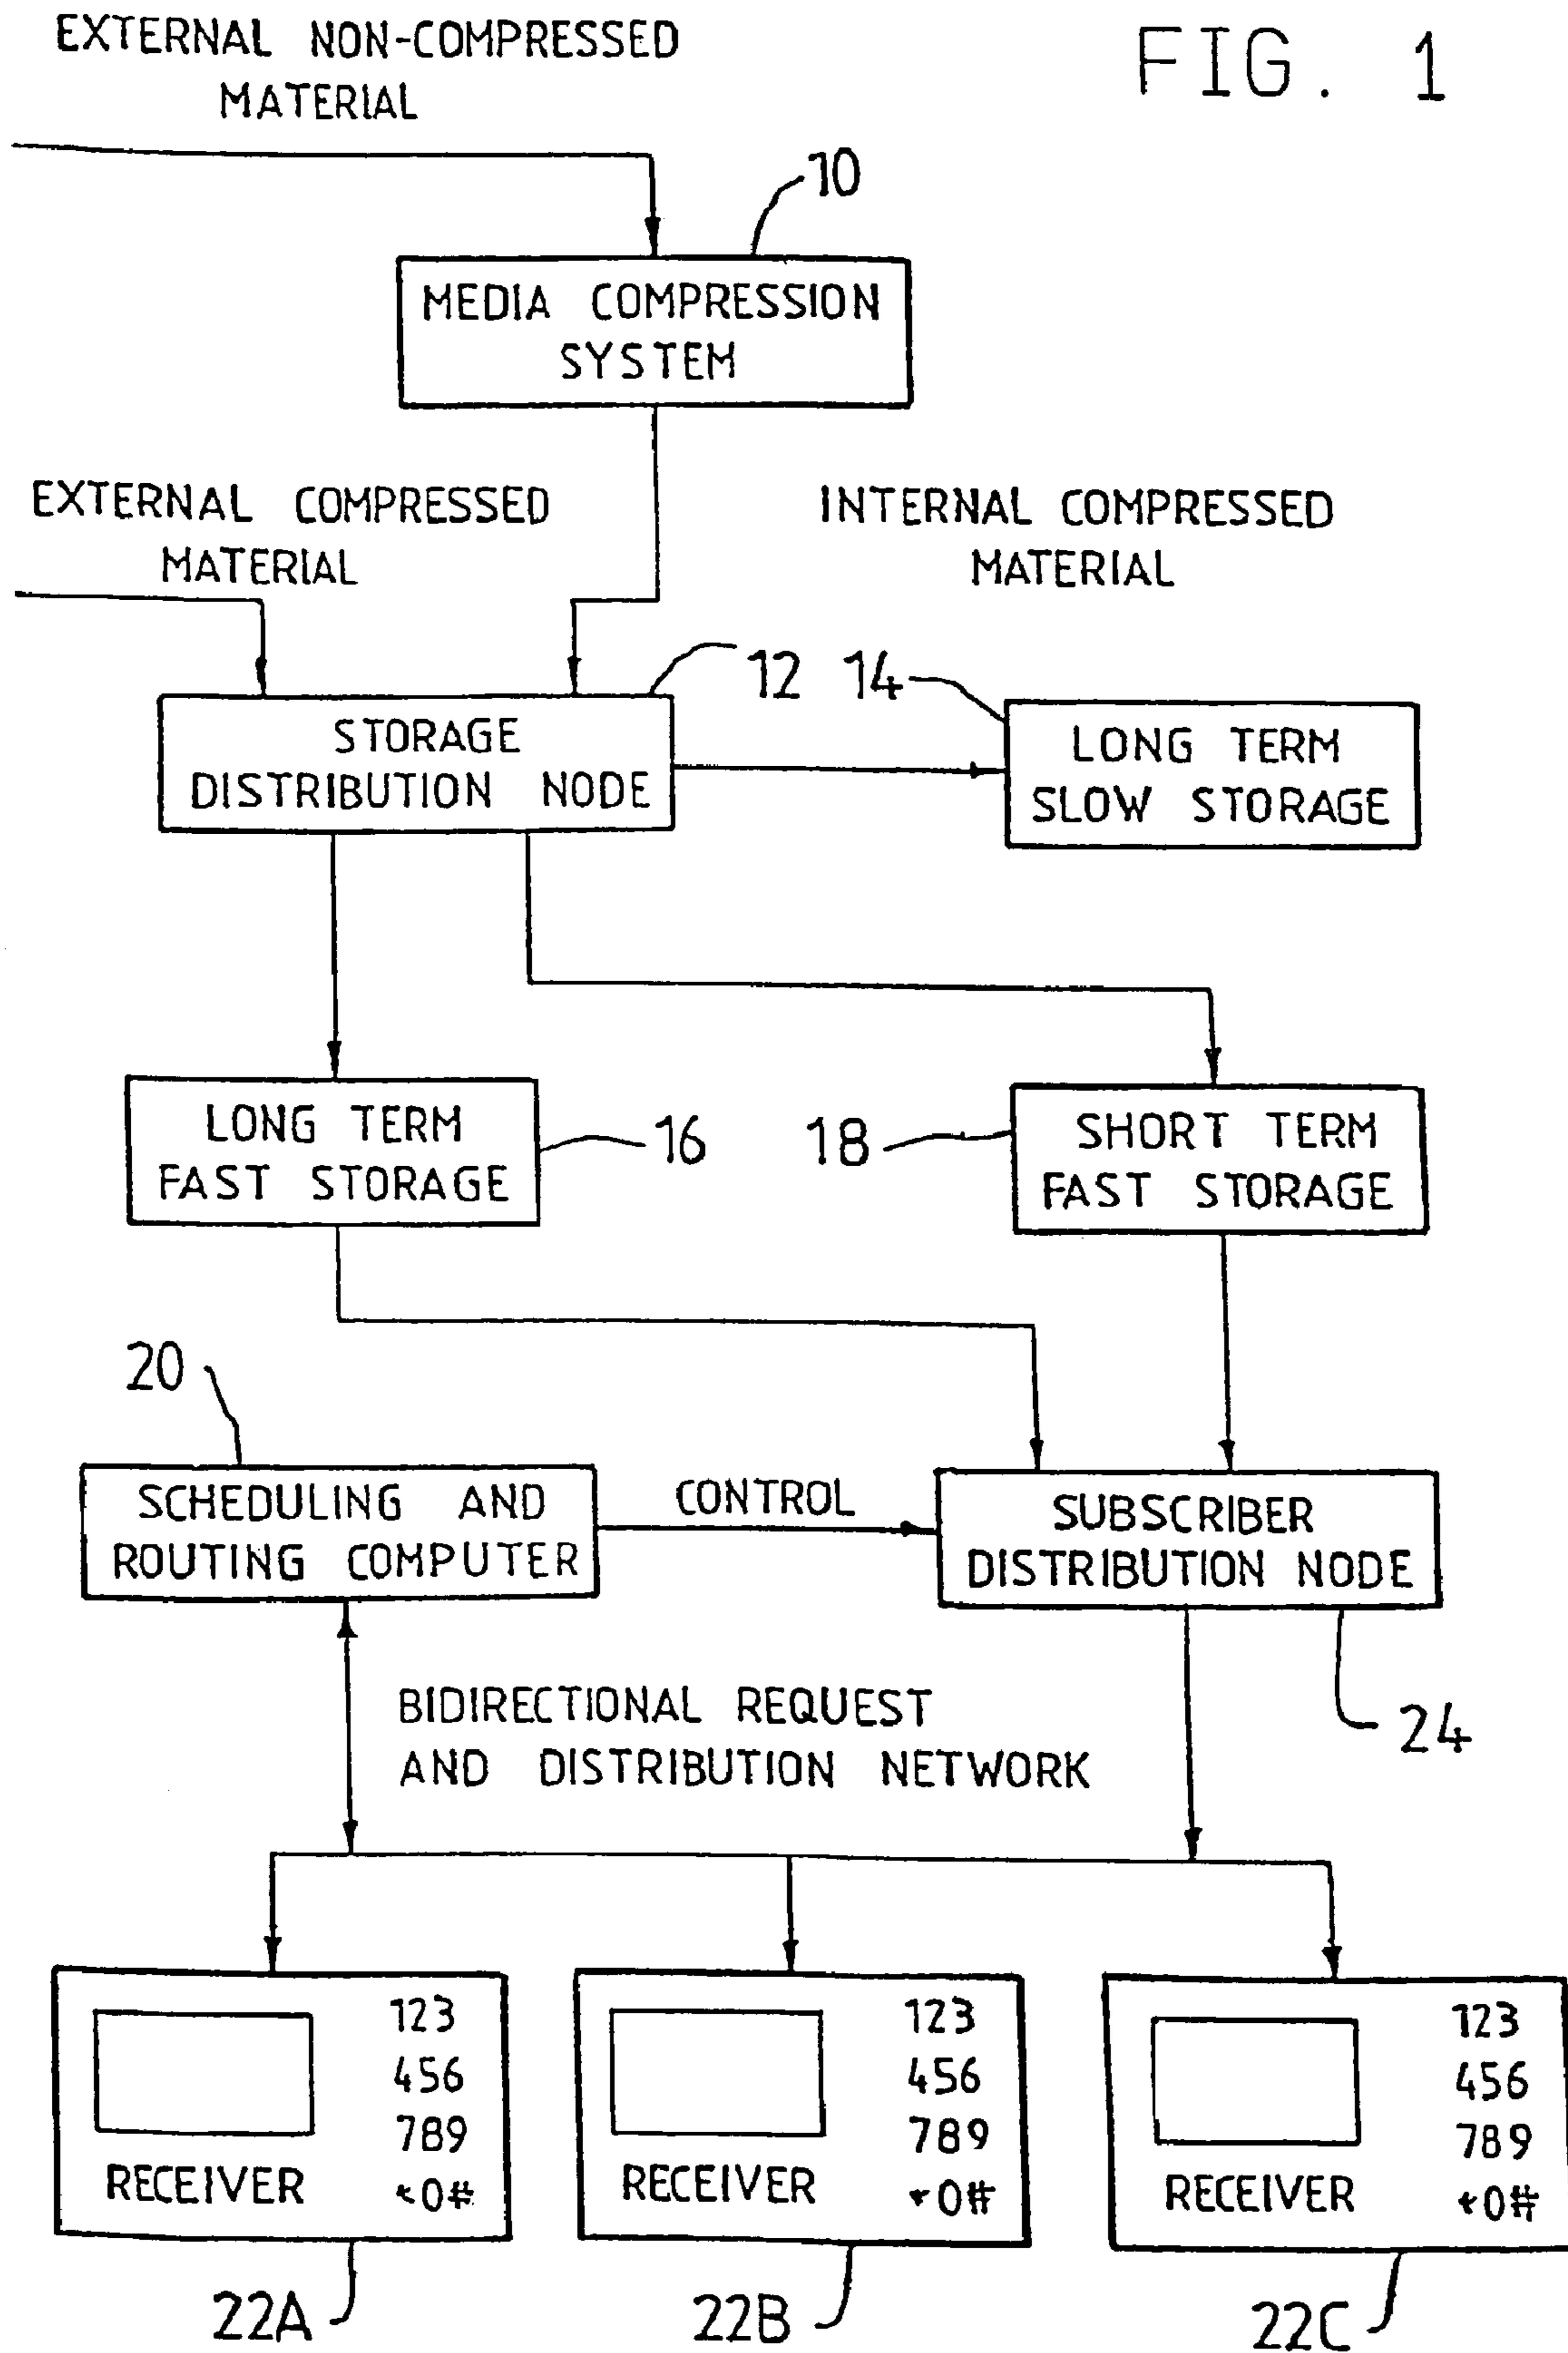 EXTERNAL NON-COMPRESSED
MATERIAL
FIG. 1
10
MEDIA COMPRESSION
SYSTEM
EXTERNAL COMPRESSED
MATERIAL
INTERNAL COMPRESSED
MATERIAL
12
14
STORAGE
DISTRIBUTION NODE
LONG TERM
SLOW STORAGE
LONG TERM
FAST STORAGE
16
18
SHORT TERM
FAST STORAGE
20
SCHEDULING AND
ROUTING COMPUTER
CONTROL
SUBSCRIBER
DISTRIBUTION NODE
24
BIDIRECTIONAL REQUEST
AND DISTRIBUTION NETWORK
123
456
789
*0#
RECEIVER
22A
123
456
789
*0#
RECEIVER
22B
123
456
789
*0#
RECEIVER
22C